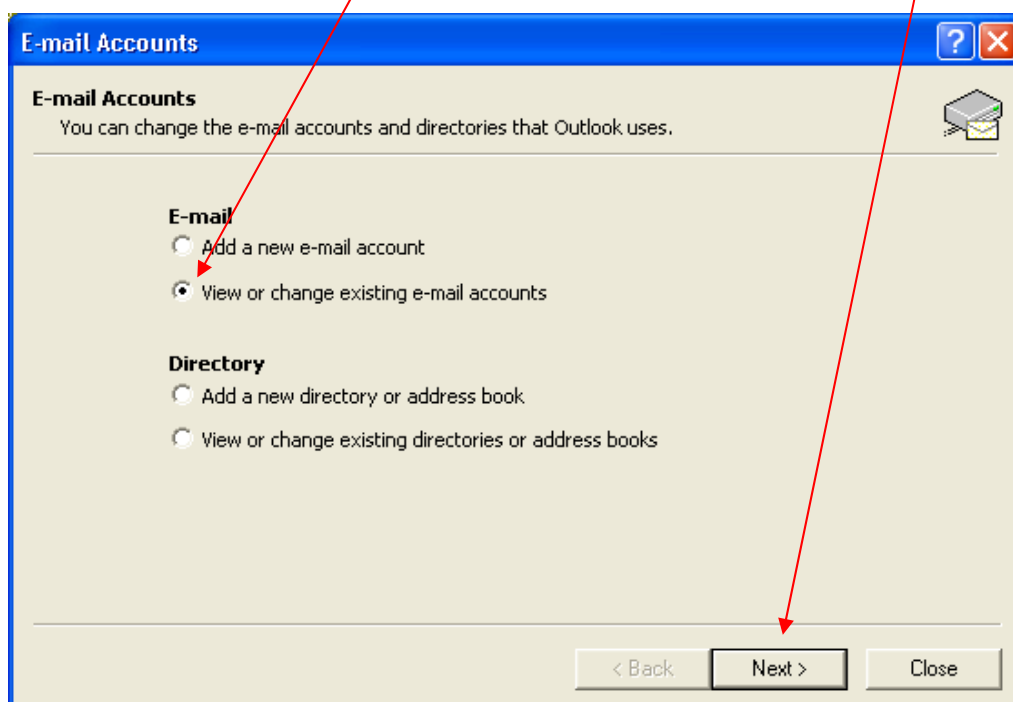 E-mail Accounts
E-mail Accounts
You can change the e-mail accounts and directories that Outlook uses.
E-mail
Add a new e-mail account
View or change existing e-mail accounts
Directory
Add a new directory or address book
View or change existing directories or address books
< Back Next > Close